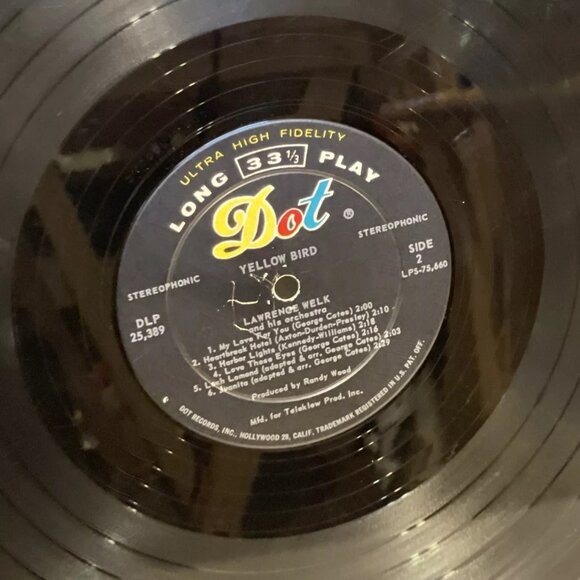 ULTRA HIGH FIDELITY
LONG 33 1/3 PLAY
Dot ®
YELLOW BIRD
STEREOPHONIC
STEREOPHONIC
DLP
25,389
SIDE
2
LPS-75,660
LAWRENCE WELK
and his orchestra
1. My Love For You (George Cates) 2:00
2. Heartbreak Hotel (Axton-Durden-Presley) 2:10
3. Harbor Lights (Kennedy-Williams) 2:18
4. Love Those Eyes (George Cates) 2:16
5. Loch Lomond (adapted & arr. George Cates) 2:03
6. Juanita (adapted & arr. George Cates) 2:29
Produced by Randy Wood
Mfd. for Teleklew Prod. Inc.
DOT RECORDS, INC., HOLLYWOOD 28, CALIF. TRADEMARK REGISTERED IN U.S. PAT. OFF.